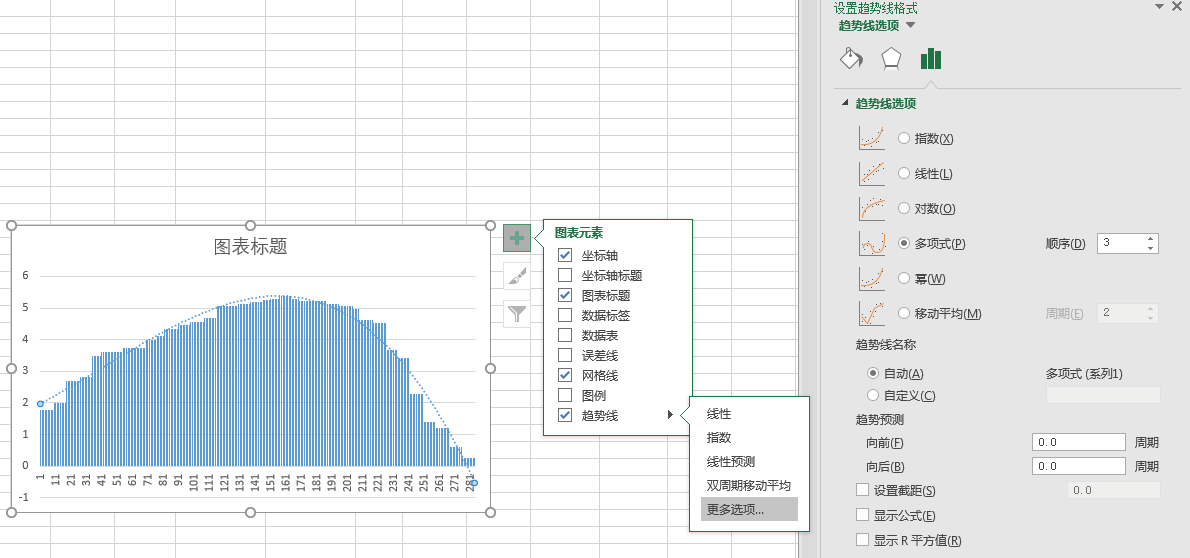 图表标题
6
5
4
3
2
1
0
-1
1
11
21
31
41
51
61
71
81
91
101
111
121
131
141
151
161
171
181
191
201
211
221
231
241
251
261
271
281
图表元素
坐标轴
坐标轴标题
图表标题
数据标签
数据表
误差线
网格线
图例
趋势线
线性
指数
线性预测
双周期移动平均
更多选项...
设置趋势线格式
趋势线选项
趋势线选项
指数(X)
线性(L)
对数(O)
多项式(P) 顺序(D) 3
幂(W)
移动平均(M) 周期(E) 2
趋势线名称
自动(A) 多项式 (系列1)
自定义(C)
趋势预测
向前(F) 0.0 周期
向后(B) 0.0 周期
设置截距(S) 0.0
显示公式(E)
显示 R 平方值(R)